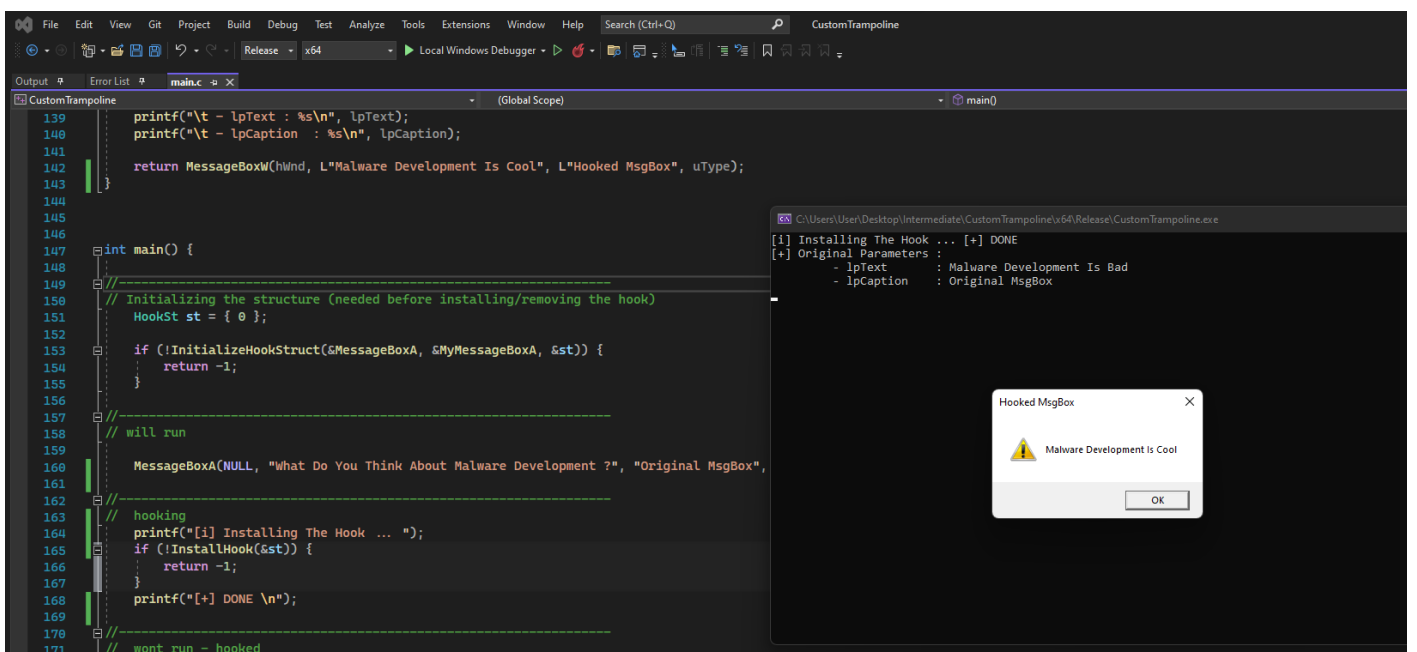 File Edit View Git Project Build Debug Test Analyze Tools Extensions Window Help Search (Ctrl+Q) CustomTrampoline
Release x64 Local Windows Debugger
Output Error List main.c
CustomTrampoline (Global Scope) main()
139 printf("\t - lpText : %s\n", lpText);
140 printf("\t - lpCaption  : %s\n", lpCaption);
141
142 return MessageBoxW(hWnd, L"Malware Development Is Cool", L"Hooked MsgBox", uType);
143 }
144
145
146
147 int main() {
148
149 //------------------------------------------------------------------
150 // Initializing the structure (needed before installing/removing the hook)
151 HookSt st = { 0 };
152
153 if (!InitializeHookStruct(&MessageBoxA, &MyMessageBoxA, &st)) {
154 return -1;
155 }
156
157 //------------------------------------------------------------------
158 // will run
159
160 MessageBoxA(NULL, "What Do You Think About Malware Development ?", "Original MsgBox",
161
162 //------------------------------------------------------------------
163 //  hooking
164 printf("[i] Installing The Hook ... ");
165 if (!InstallHook(&st)) {
166 return -1;
167 }
168 printf("[+] DONE \n");
169
170 //------------------------------------------------------------------
171 //  wont run - hooked
C:\Users\User\Desktop\Intermediate\CustomTrampoline\x64\Release\CustomTrampoline.exe
[i] Installing The Hook ... [+] DONE
[+] Original Parameters :
- lpText : Malware Development Is Bad
- lpCaption : Original MsgBox
Hooked MsgBox
Malware Development Is Cool
OK